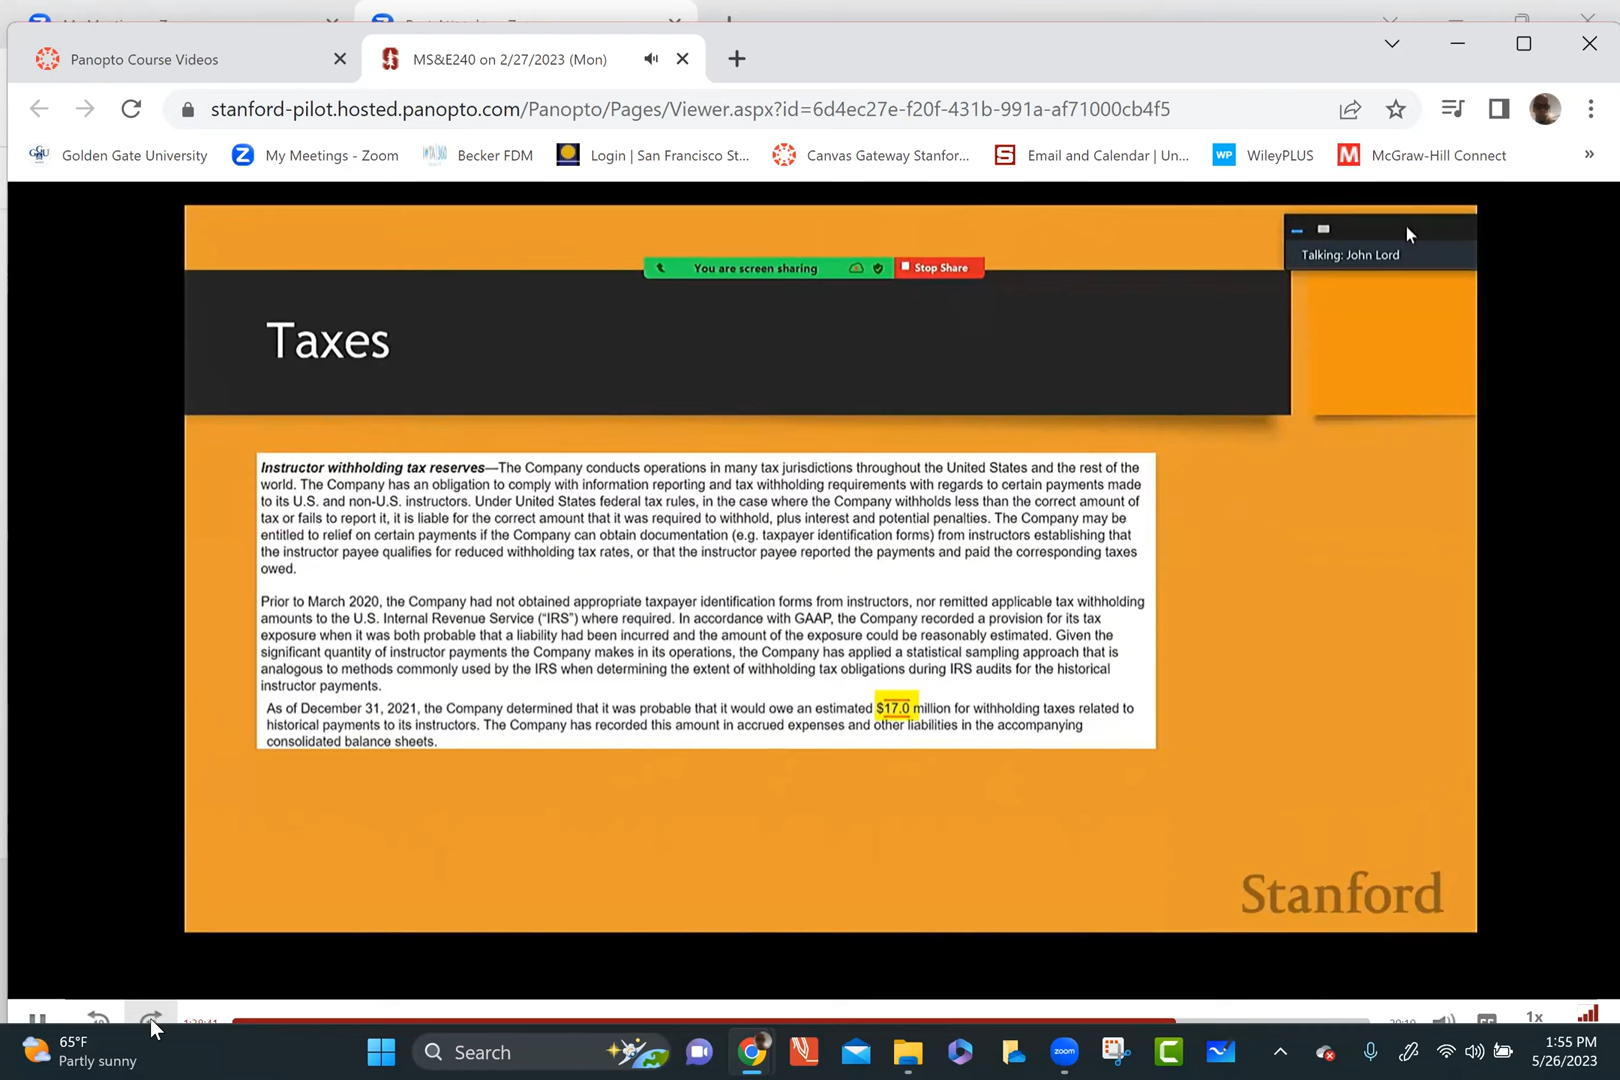 Panopto Course Videos
MS&E240 on 2/27/2023 (Mon)
stanford-pilot.hosted.panopto.com/Panopto/Pages/Viewer.aspx?id=6d4ec27e-f20f-431b-991a-af71000cb4f5
Golden Gate University
My Meetings - Zoom
Becker FDM
Login | San Francisco St...
Canvas Gateway Stanfor...
Email and Calendar | Un...
WP WileyPLUS
M McGraw-Hill Connect
Talking: John Lord
You are screen sharing
Stop Share
Taxes
Instructor withholding tax reserves—The Company conducts operations in many tax jurisdictions throughout the United States and the rest of the
world. The Company has an obligation to comply with information reporting and tax withholding requirements with regards to certain payments made
to its U.S. and non-U.S. instructors. Under United States federal tax rules, in the case where the Company withholds less than the correct amount of
tax or fails to report it, it is liable for the correct amount that it was required to withhold, plus interest and potential penalties. The Company may be
entitled to relief on certain payments if the Company can obtain documentation (e.g. taxpayer identification forms) from instructors establishing that
the instructor payee qualifies for reduced withholding tax rates, or that the instructor payee reported the payments and paid the corresponding taxes
owed.
Prior to March 2020, the Company had not obtained appropriate taxpayer identification forms from instructors, nor remitted applicable tax withholding
amounts to the U.S. Internal Revenue Service (“IRS”) where required. In accordance with GAAP, the Company recorded a provision for its tax
exposure when it was both probable that a liability had been incurred and the amount of the exposure could be reasonably estimated. Given the
significant quantity of instructor payments the Company makes in its operations, the Company has applied a statistical sampling approach that is
analogous to methods commonly used by the IRS when determining the extent of withholding tax obligations during IRS audits for the historical
instructor payments.
As of December 31, 2021, the Company determined that it was probable that it would owe an estimated $17.0 million for withholding taxes related to
historical payments to its instructors. The Company has recorded this amount in accrued expenses and other liabilities in the accompanying
consolidated balance sheets.
Stanford
1x
65°F
Partly sunny
Search
zoom
1:55 PM
5/26/2023